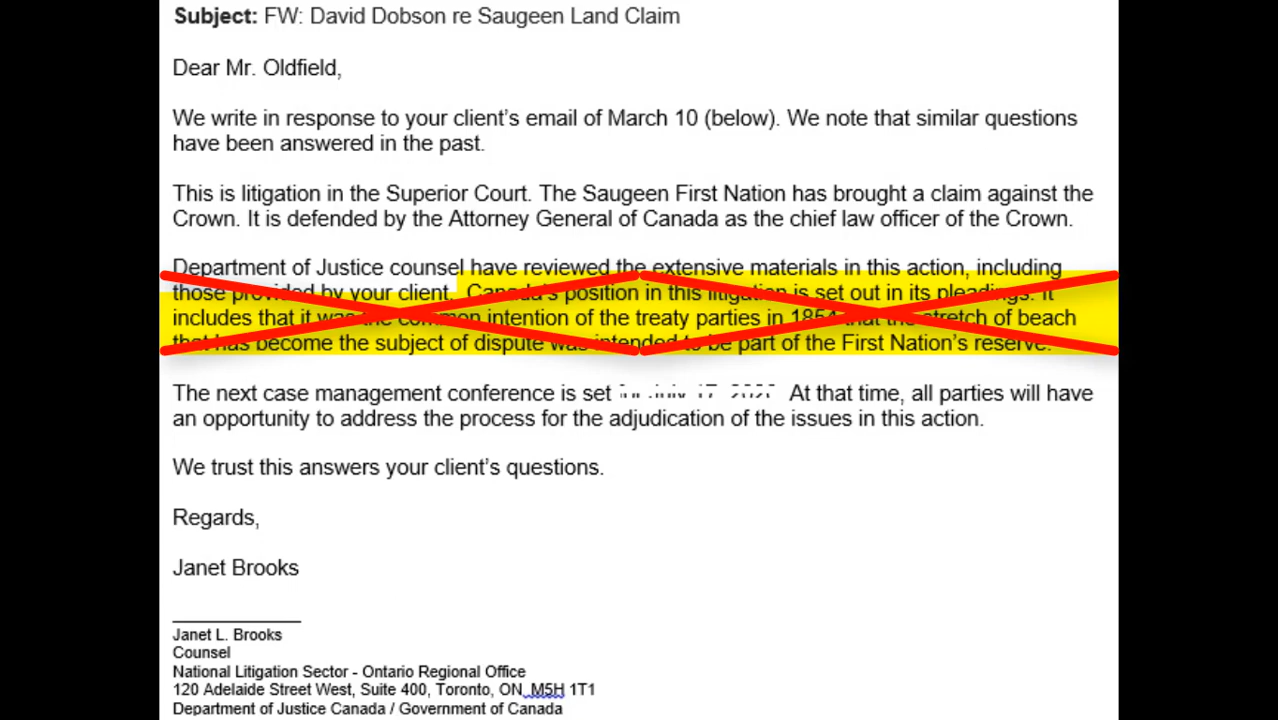 Subject: FW: David Dobson re Saugeen Land Claim
Dear Mr. Oldfield,
We write in response to your client's email of March 10 (below). We note that similar questions
have been answered in the past.
This is litigation in the Superior Court. The Saugeen First Nation has brought a claim against the
Crown. It is defended by the Attorney General of Canada as the chief law officer of the Crown.
Department of Justice counsel have reviewed the extensive materials in this action, including
those provided by your client. Canada's position in this litigation is set out in its pleadings. It
includes that it was the common intention of the treaty parties in 1854 that the stretch of beach
that has become the subject of dispute was intended to be part of the First Nation's reserve.
The next case management conference is set At that time, all parties will have
an opportunity to address the process for the adjudication of the issues in this action.
We trust this answers your client's questions.
Regards,
Janet Brooks
Janet L. Brooks
Counsel
National Litigation Sector - Ontario Regional Office
120 Adelaide Street West, Suite 400, Toronto, ON M5H 1T1
Department of Justice Canada / Government of Canada